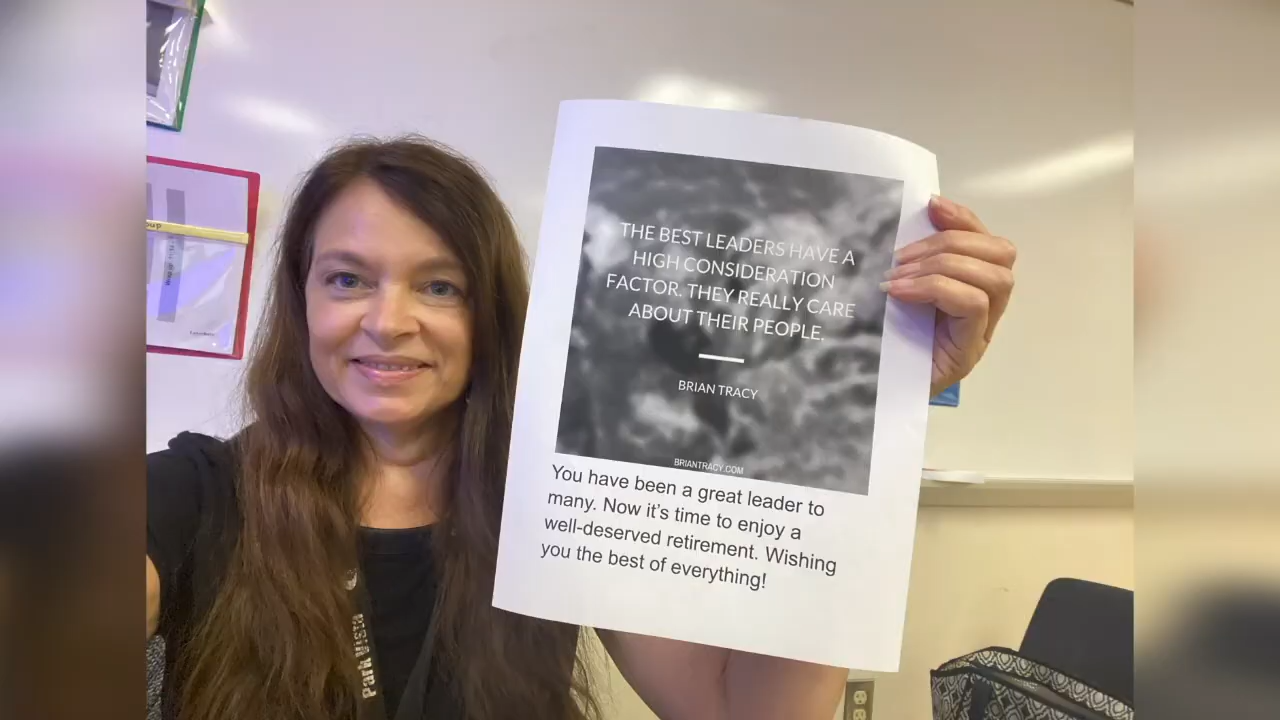 THE BEST LEADERS HAVE A
HIGH CONSIDERATION
FACTOR. THEY REALLY CARE
ABOUT THEIR PEOPLE.
BRIAN TRACY
BRIANTRACY.COM
You have been a great leader to
many. Now it's time to enjoy a
well-deserved retirement. Wishing
you the best of everything!
Park Vista